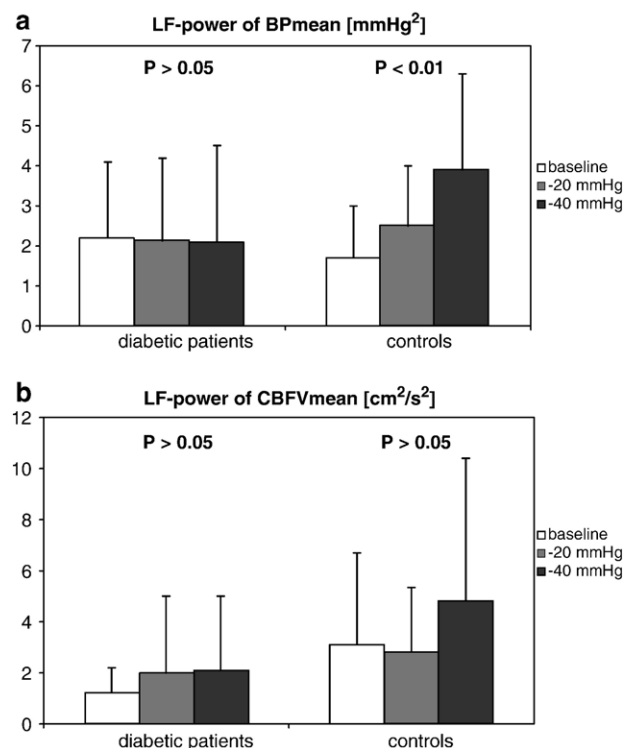 a
LF-power of BPmean [mmHg²]
7
6
5
4
3
2
1
0
P > 0.05
P < 0.01
baseline
-20 mmHg
-40 mmHg
diabetic patients
controls
b
LF-power of CBFVmean [cm²/s²]
12
10
8
6
4
2
0
P > 0.05
P > 0.05
baseline
-20 mmHg
-40 mmHg
diabetic patients
controls